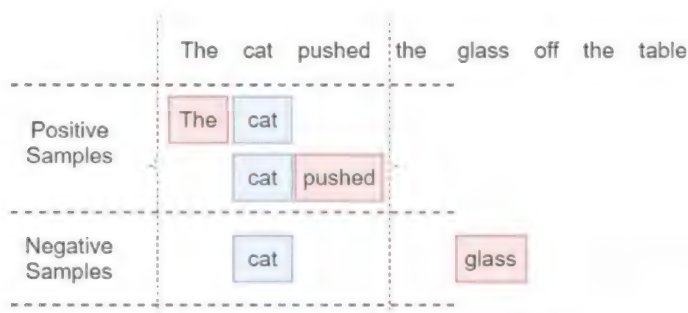 The cat pushed the glass off the table
Positive
Samples
The cat
cat pushed
Negative
Samples
cat glass